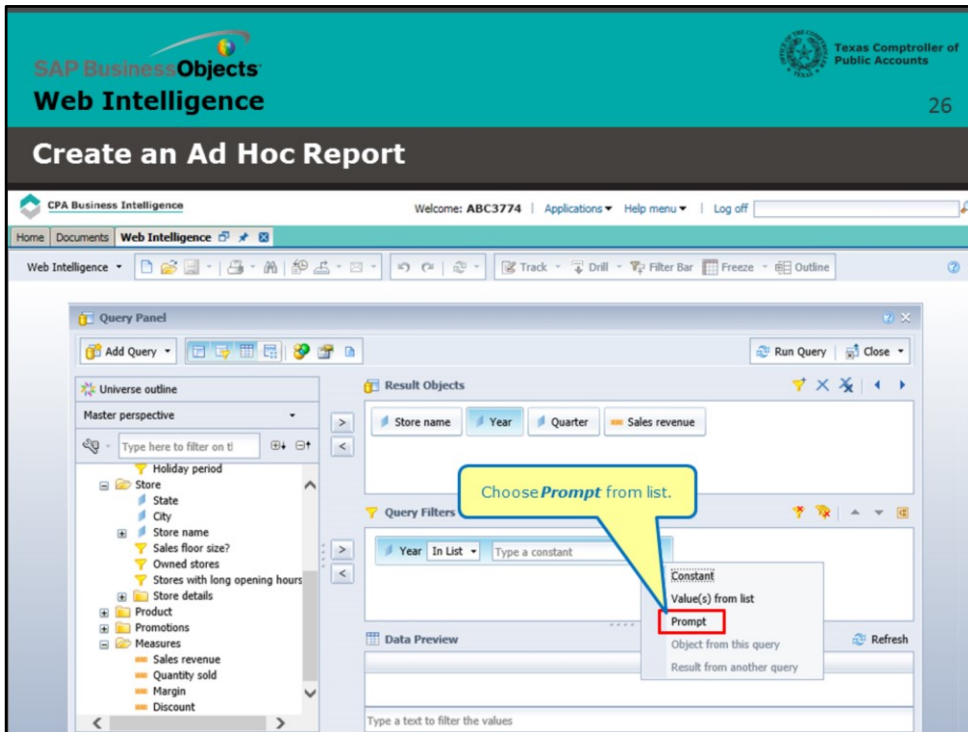 SAP BusinessObjects™
Web Intelligence
Texas Comptroller of
Public Accounts
26
Create an Ad Hoc Report
CPA Business Intelligence
Welcome: ABC3774 | Applications | Help menu | Log off
Home Documents Web Intelligence
Web Intelligence
Track Drill Filter Bar Freeze Outline
Query Panel
Add Query
Run Query Close
Universe outline
Master perspective
Type here to filter on tl
Holiday period
Store
State
City
Store name
Sales floor size?
Owned stores
Stores with long opening hours
Store details
Product
Promotions
Measures
Sales revenue
Quantity sold
Margin
Discount
Result Objects
Store name Year Quarter Sales revenue
Choose Prompt from list.
Query Filters
Year In List Type a constant
Constant
Value(s) from list
Prompt
Object from this query
Result from another query
Data Preview
Refresh
Type a text to filter the values